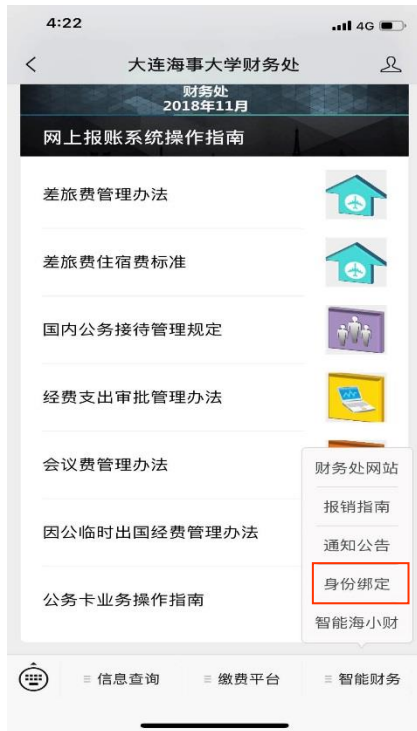 4:22
4G
大连海事大学财务处
财务处
2018年11月
网上报账系统操作指南
差旅费管理办法
差旅费住宿费标准
国内公务接待管理规定
经费支出审批管理办法
会议费管理办法
因公临时出国经费管理办法
公务卡业务操作指南
财务处网站
报销指南
通知公告
身份绑定
智能海小财
信息查询
缴费平台
智能财务